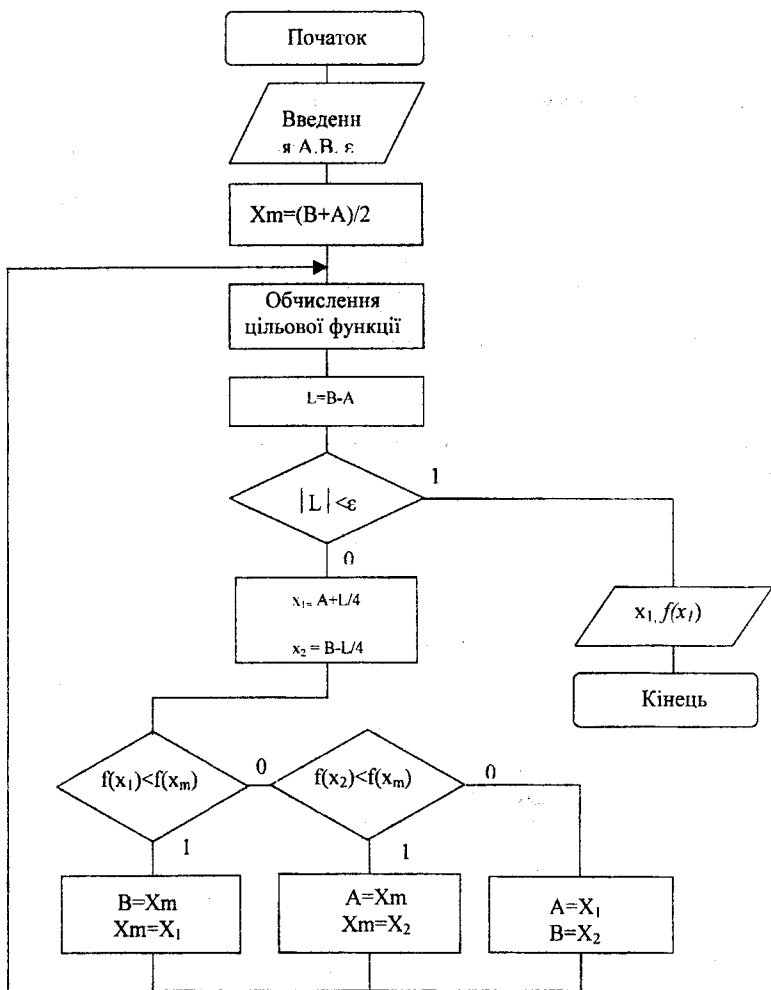 Початок
Введенн
я А,В, ε
Xm=(B+A)/2
Обчислення
цільової функції
L=B-A
|L|<ε
1
0
x₁= A+L/4
x₂ = B-L/4
x₁, f(x₁)
Кінець
f(x₁)<f(xₘ)
0
f(x₂)<f(xₘ)
0
1
1
B=Xm
Xm=X₁
A=Xm
Xm=X₂
A=X₁
B=X₂